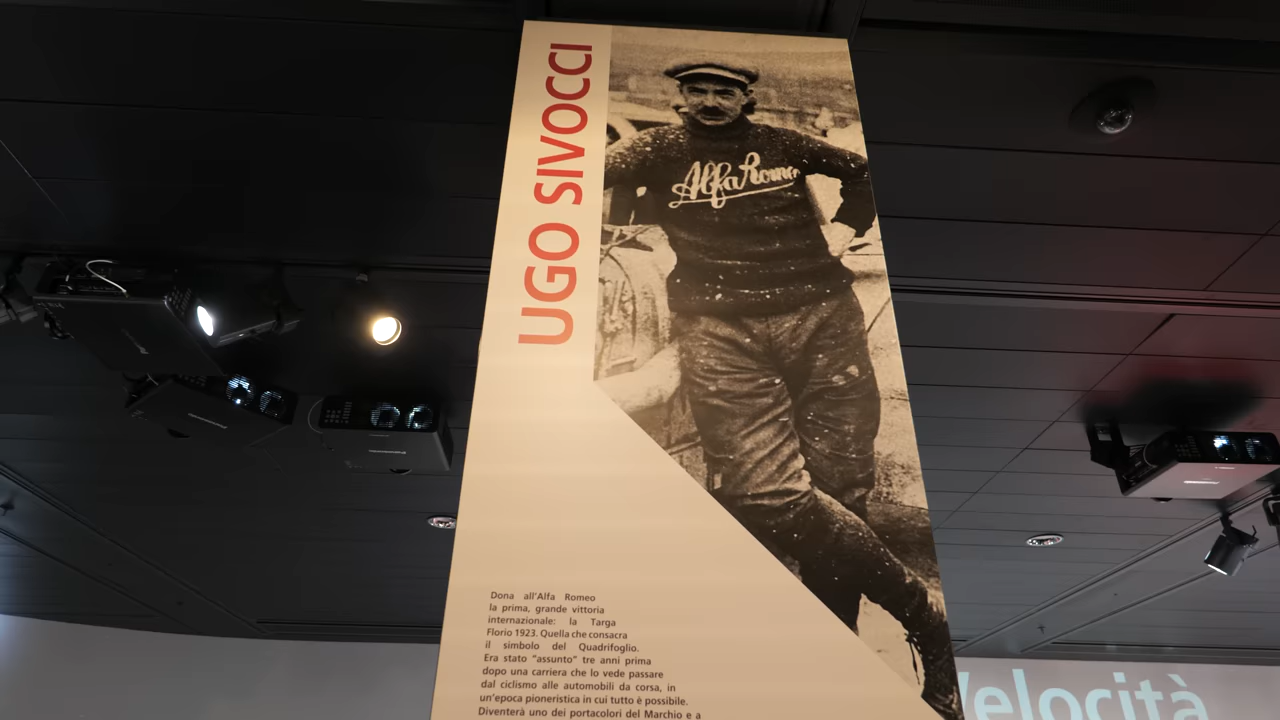 UGO SIVOCCI
Alfa Romeo
Dona all'Alfa Romeo
la prima, grande vittoria
internazionale: la Targa
Florio 1923. Quella che consacra
il simbolo del Quadrifoglio.
Era stato "assunto" tre anni prima
dopo una carriera che lo vede passare
dal ciclismo alle automobili da corsa, in
un'epoca pioneristica in cui tutto è possibile.
Diventerà uno dei portacolori del Marchio e a
Velocità